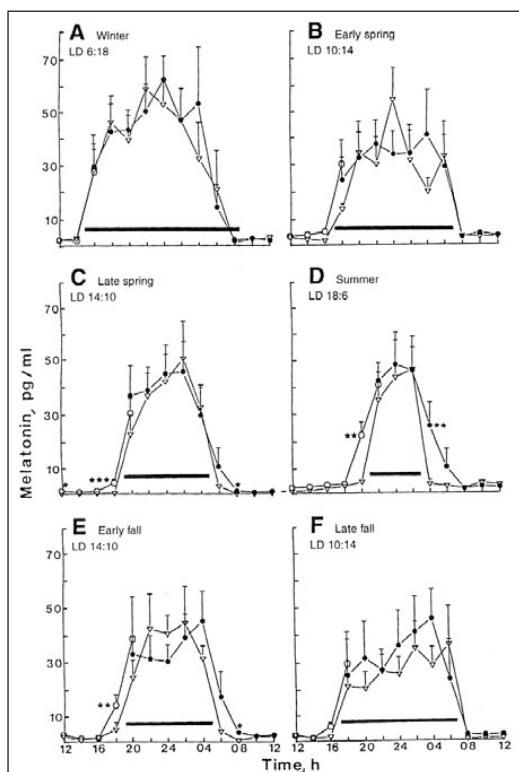 A Winter
LD 6:18
B Early spring
LD 10:14
70
50
30
10
C Late spring
LD 14:10
D Summer
LD 18:6
70
50
30
10
*
***
*
**
**
Melatonin, pg/ml
E Early fall
LD 14:10
F Late fall
LD 10:14
70
50
30
10
**
*
12 16 20 24 04 08 12 12 16 20 24 04 08 12
Time, h